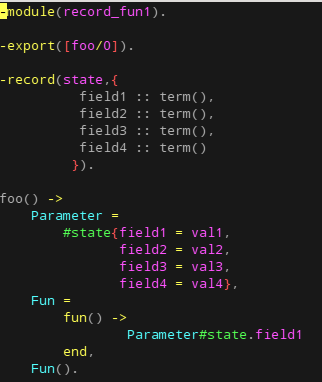 -module(record_fun1).
-export([foo/0]).
-record(state,{
field1 :: term(),
field2 :: term(),
field3 :: term(),
field4 :: term()
}).
foo() ->
Parameter =
#state{field1 = val1,
field2 = val2,
field3 = val3,
field4 = val4},
Fun =
fun() ->
Parameter#state.field1
end,
Fun().